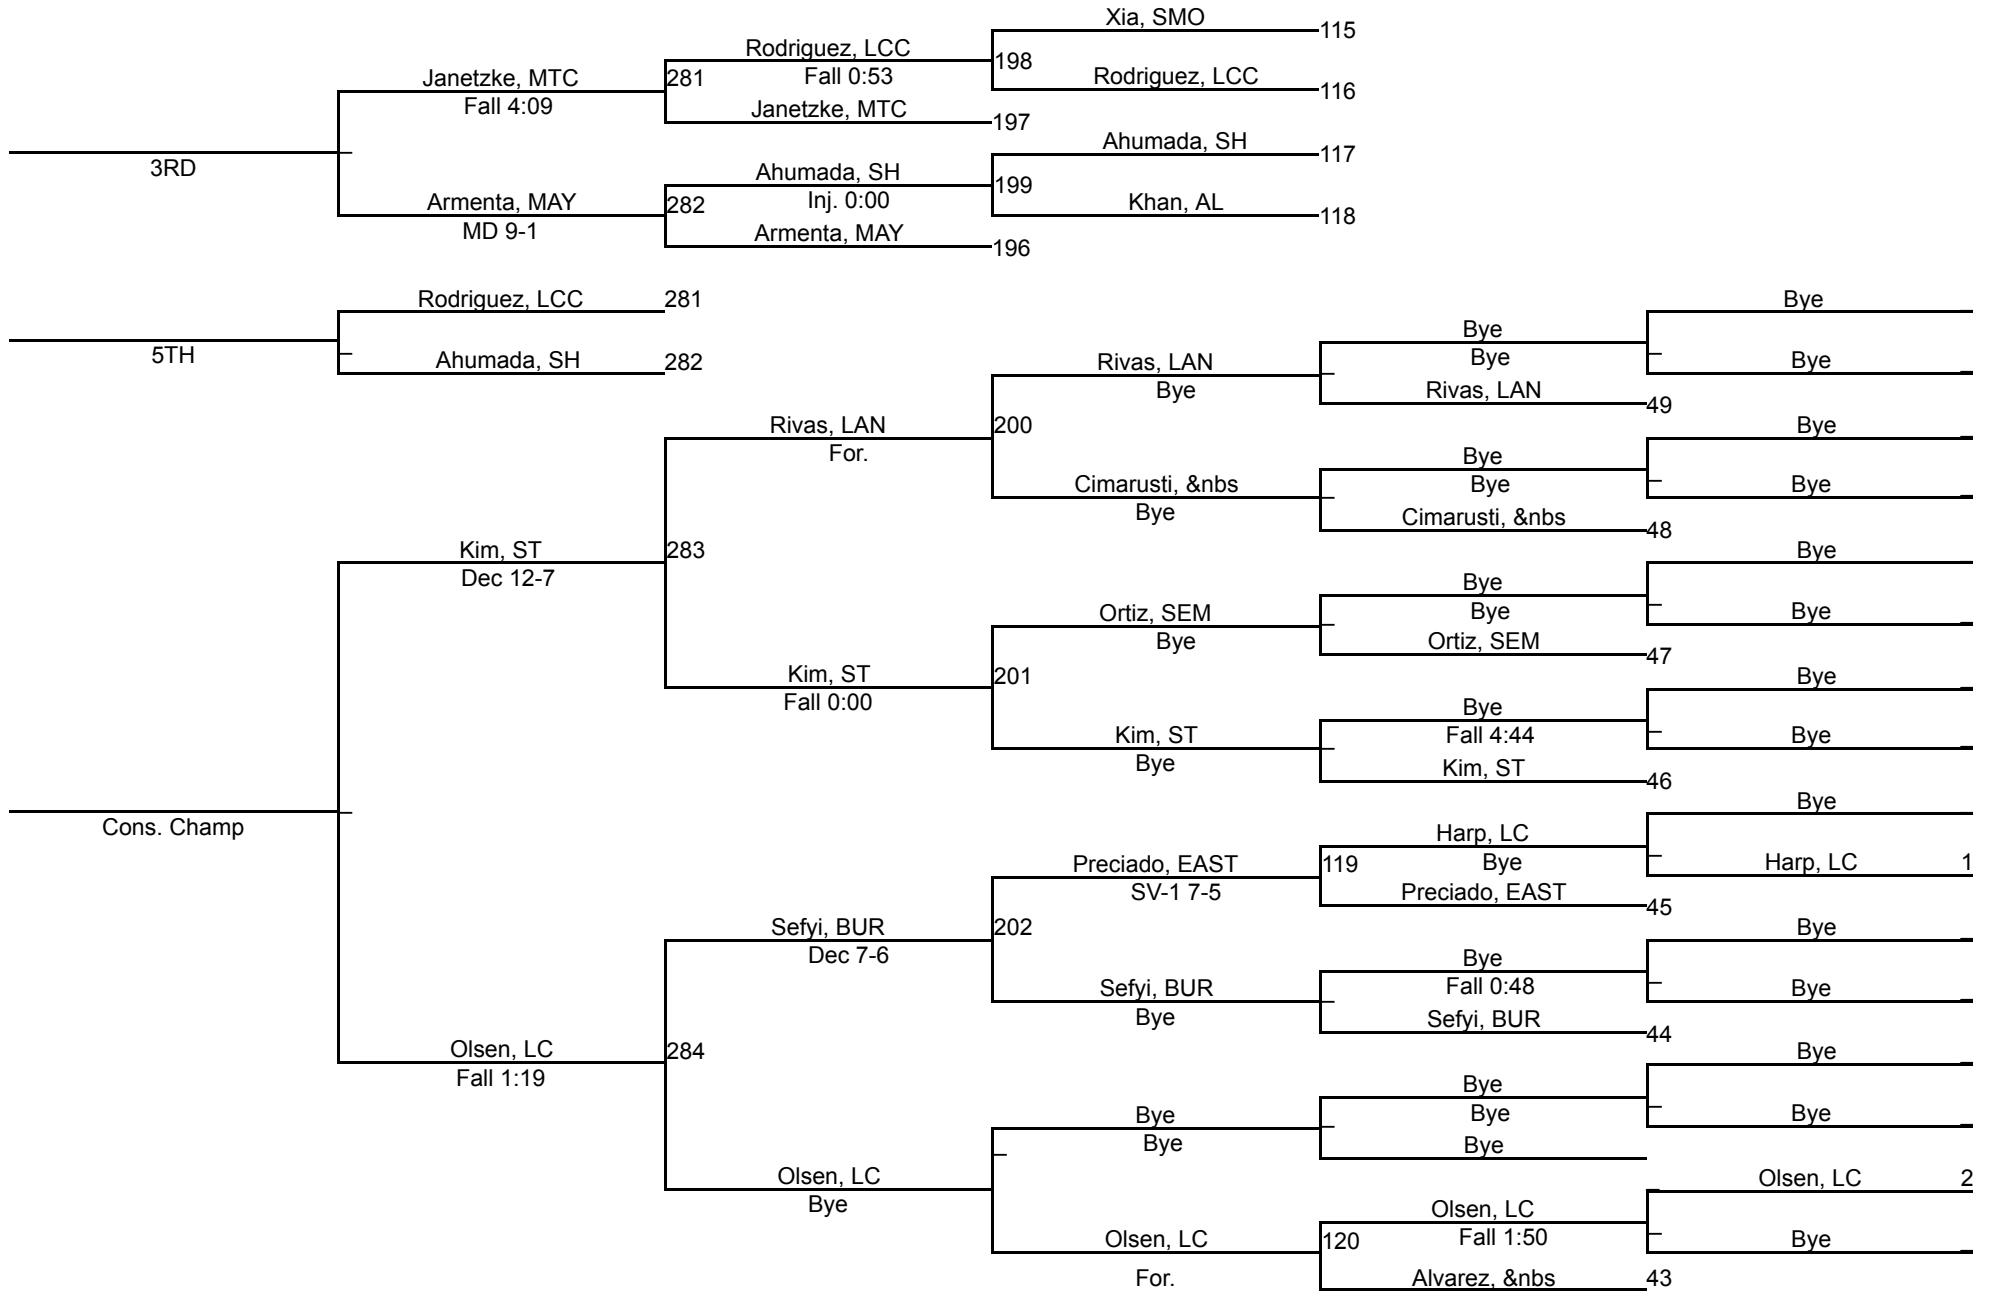 Xia, SMO
115
Rodriguez, LCC
198
Fall 0:53
Janetzke, MTC
281
Fall 4:09
Rodriguez, LCC
116
Janetzke, MTC
197
Ahumada, SH
117
3RD
Ahumada, SH
199
Inj. 0:00
Armenta, MAY
282
MD 9-1
Khan, AL
118
Armenta, MAY
196
Rodriguez, LCC
281
5TH
Ahumada, SH
282
Bye
Bye
Bye
Bye
Rivas, LAN
Bye
Rivas, LAN
49
Rivas, LAN
200
For.
Bye
Bye
Bye
Bye
Cimarusti, &nbs
Bye
Cimarusti, &nbs
48
Kim, ST
283
Dec 12-7
Bye
Bye
Bye
Bye
Ortiz, SEM
Bye
Ortiz, SEM
47
Kim, ST
201
Fall 0:00
Bye
Bye
Fall 4:44
Bye
Kim, ST
Bye
Kim, ST
46
Cons. Champ
Bye
Harp, LC
Bye
Harp, LC 1
Preciado, EAST
119
SV-1 7-5
Preciado, EAST
45
Sefyi, BUR
202
Dec 7-6
Bye
Bye
Fall 0:48
Bye
Sefyi, BUR
Bye
Sefyi, BUR
44
Olsen, LC
284
Fall 1:19
Bye
Bye
Bye
Bye
Bye
Bye
Bye
Olsen, LC
Bye
Olsen, LC 2
Olsen, LC
Fall 1:50
Bye
Olsen, LC
120
For.
Alvarez, &nbs
43